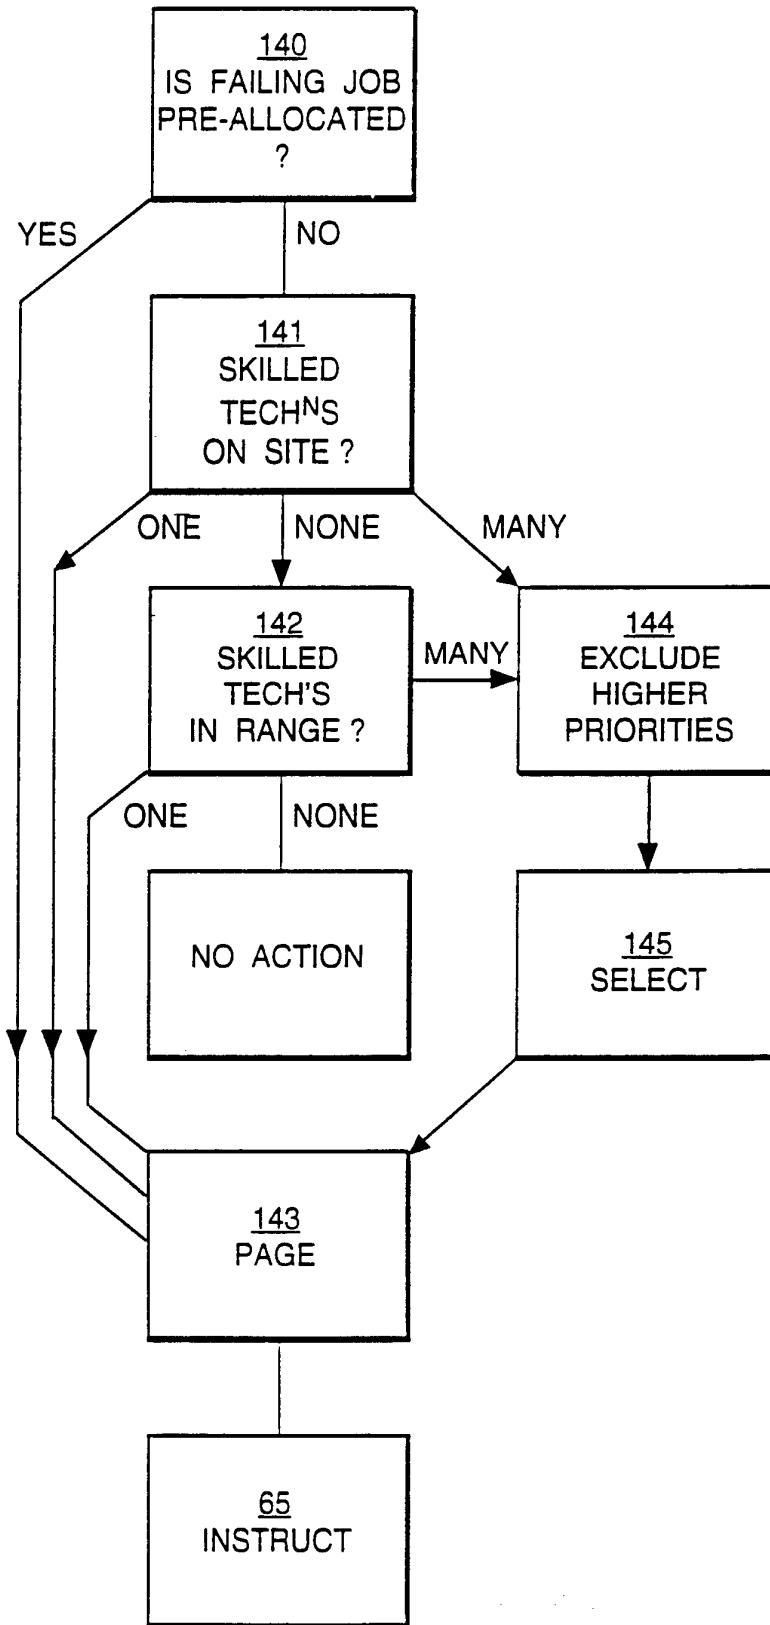 140
IS FAILING JOB
PRE-ALLOCATED
?
YES
NO
141
SKILLED
TECHᴺS
ON SITE ?
ONE
NONE
MANY
142
SKILLED
TECH'S
IN RANGE ?
MANY
144
EXCLUDE
HIGHER
PRIORITIES
ONE
NONE
NO ACTION
145
SELECT
143
PAGE
65
INSTRUCT